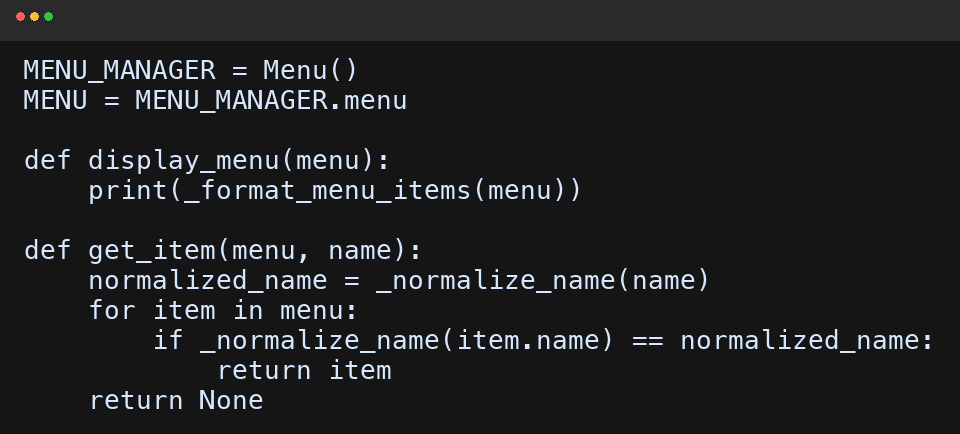 MENU_MANAGER = Menu()
MENU = MENU_MANAGER.menu

def display_menu(menu):
    print(_format_menu_items(menu))

def get_item(menu, name):
    normalized_name = _normalize_name(name)
    for item in menu:
        if _normalize_name(item.name) == normalized_name:
            return item
    return None